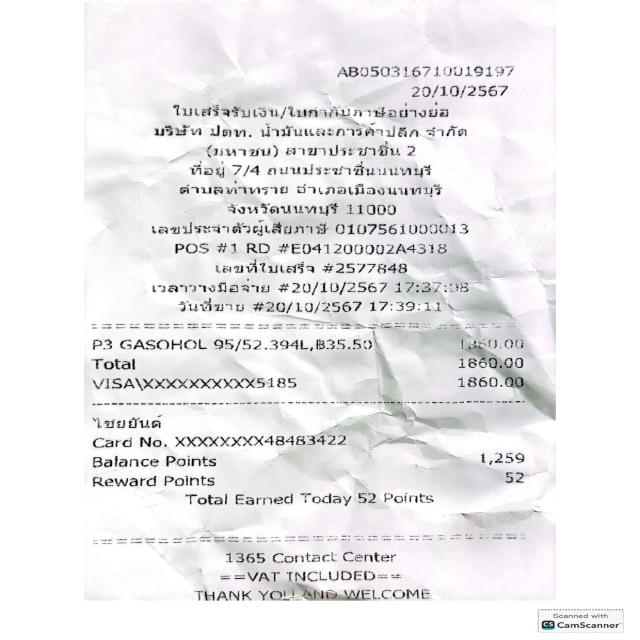 AB050316710019197
20/10/2567
ใบเสร็จรับเงิน/ใบกำกับภาษีอย่างย่อ
บริษัท ปตท. น้ำมันและการค้าปลีก จำกัด
(มหาชน) สาขาประชาชื่น 2
ที่อยู่ 7/4 ถนนประชาชื่นนนทบุรี
ตำบลท่าทราย อำเภอเมืองนนทบุรี
จังหวัดนนทบุรี 11000
เลขประจำตัวผู้เสียภาษี 0107561000013
POS #1 RD #E041200002A4318
เลขที่ใบเสร็จ #2577848
เวลาวางมือจ่าย #20/10/2567 17:37:08
วันที่ขาย #20/10/2567 17:39:11
P3 GASOHOL 95/52.394L,฿35.50 1860.00
Total 1860.00
VISA\XXXXXXXXXX5185 1860.00
ไชยยันต์
Card No. XXXXXXXX48483422
Balance Points 1,259
Reward Points 52
Total Earned Today 52 Points
1365 Contact Center
==VAT INCLUDED==
THANK YOU AND WELCOME
Scanned with
CS CamScanner